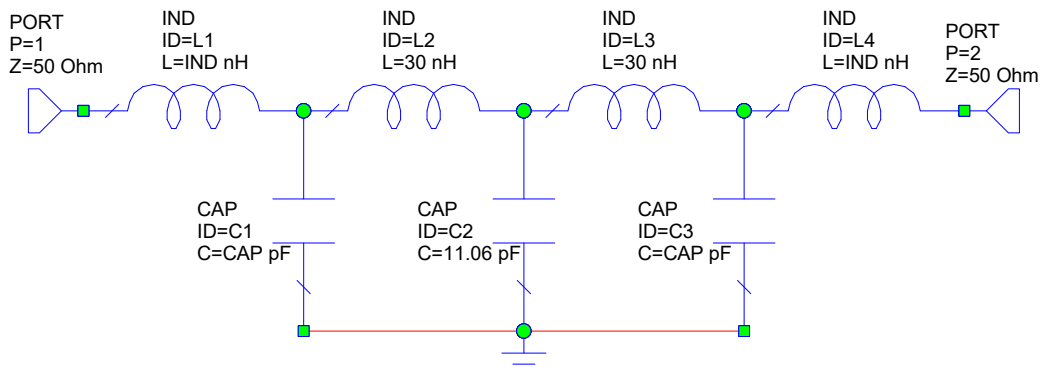 PORT
P=1
Z=50 Ohm
IND
ID=L1
L=IND nH
IND
ID=L2
L=30 nH
IND
ID=L3
L=30 nH
IND
ID=L4
L=IND nH
PORT
P=2
Z=50 Ohm
CAP
ID=C1
C=CAP pF
CAP
ID=C2
C=11.06 pF
CAP
ID=C3
C=CAP pF